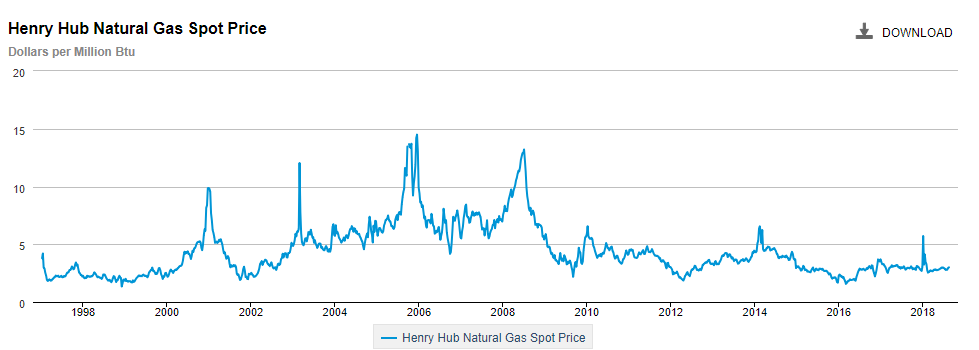 Henry Hub Natural Gas Spot Price
DOWNLOAD
Dollars per Million Btu
20
15
10
5
0
1998 2000 2002 2004 2006 2008 2010 2012 2014 2016 2018
Henry Hub Natural Gas Spot Price